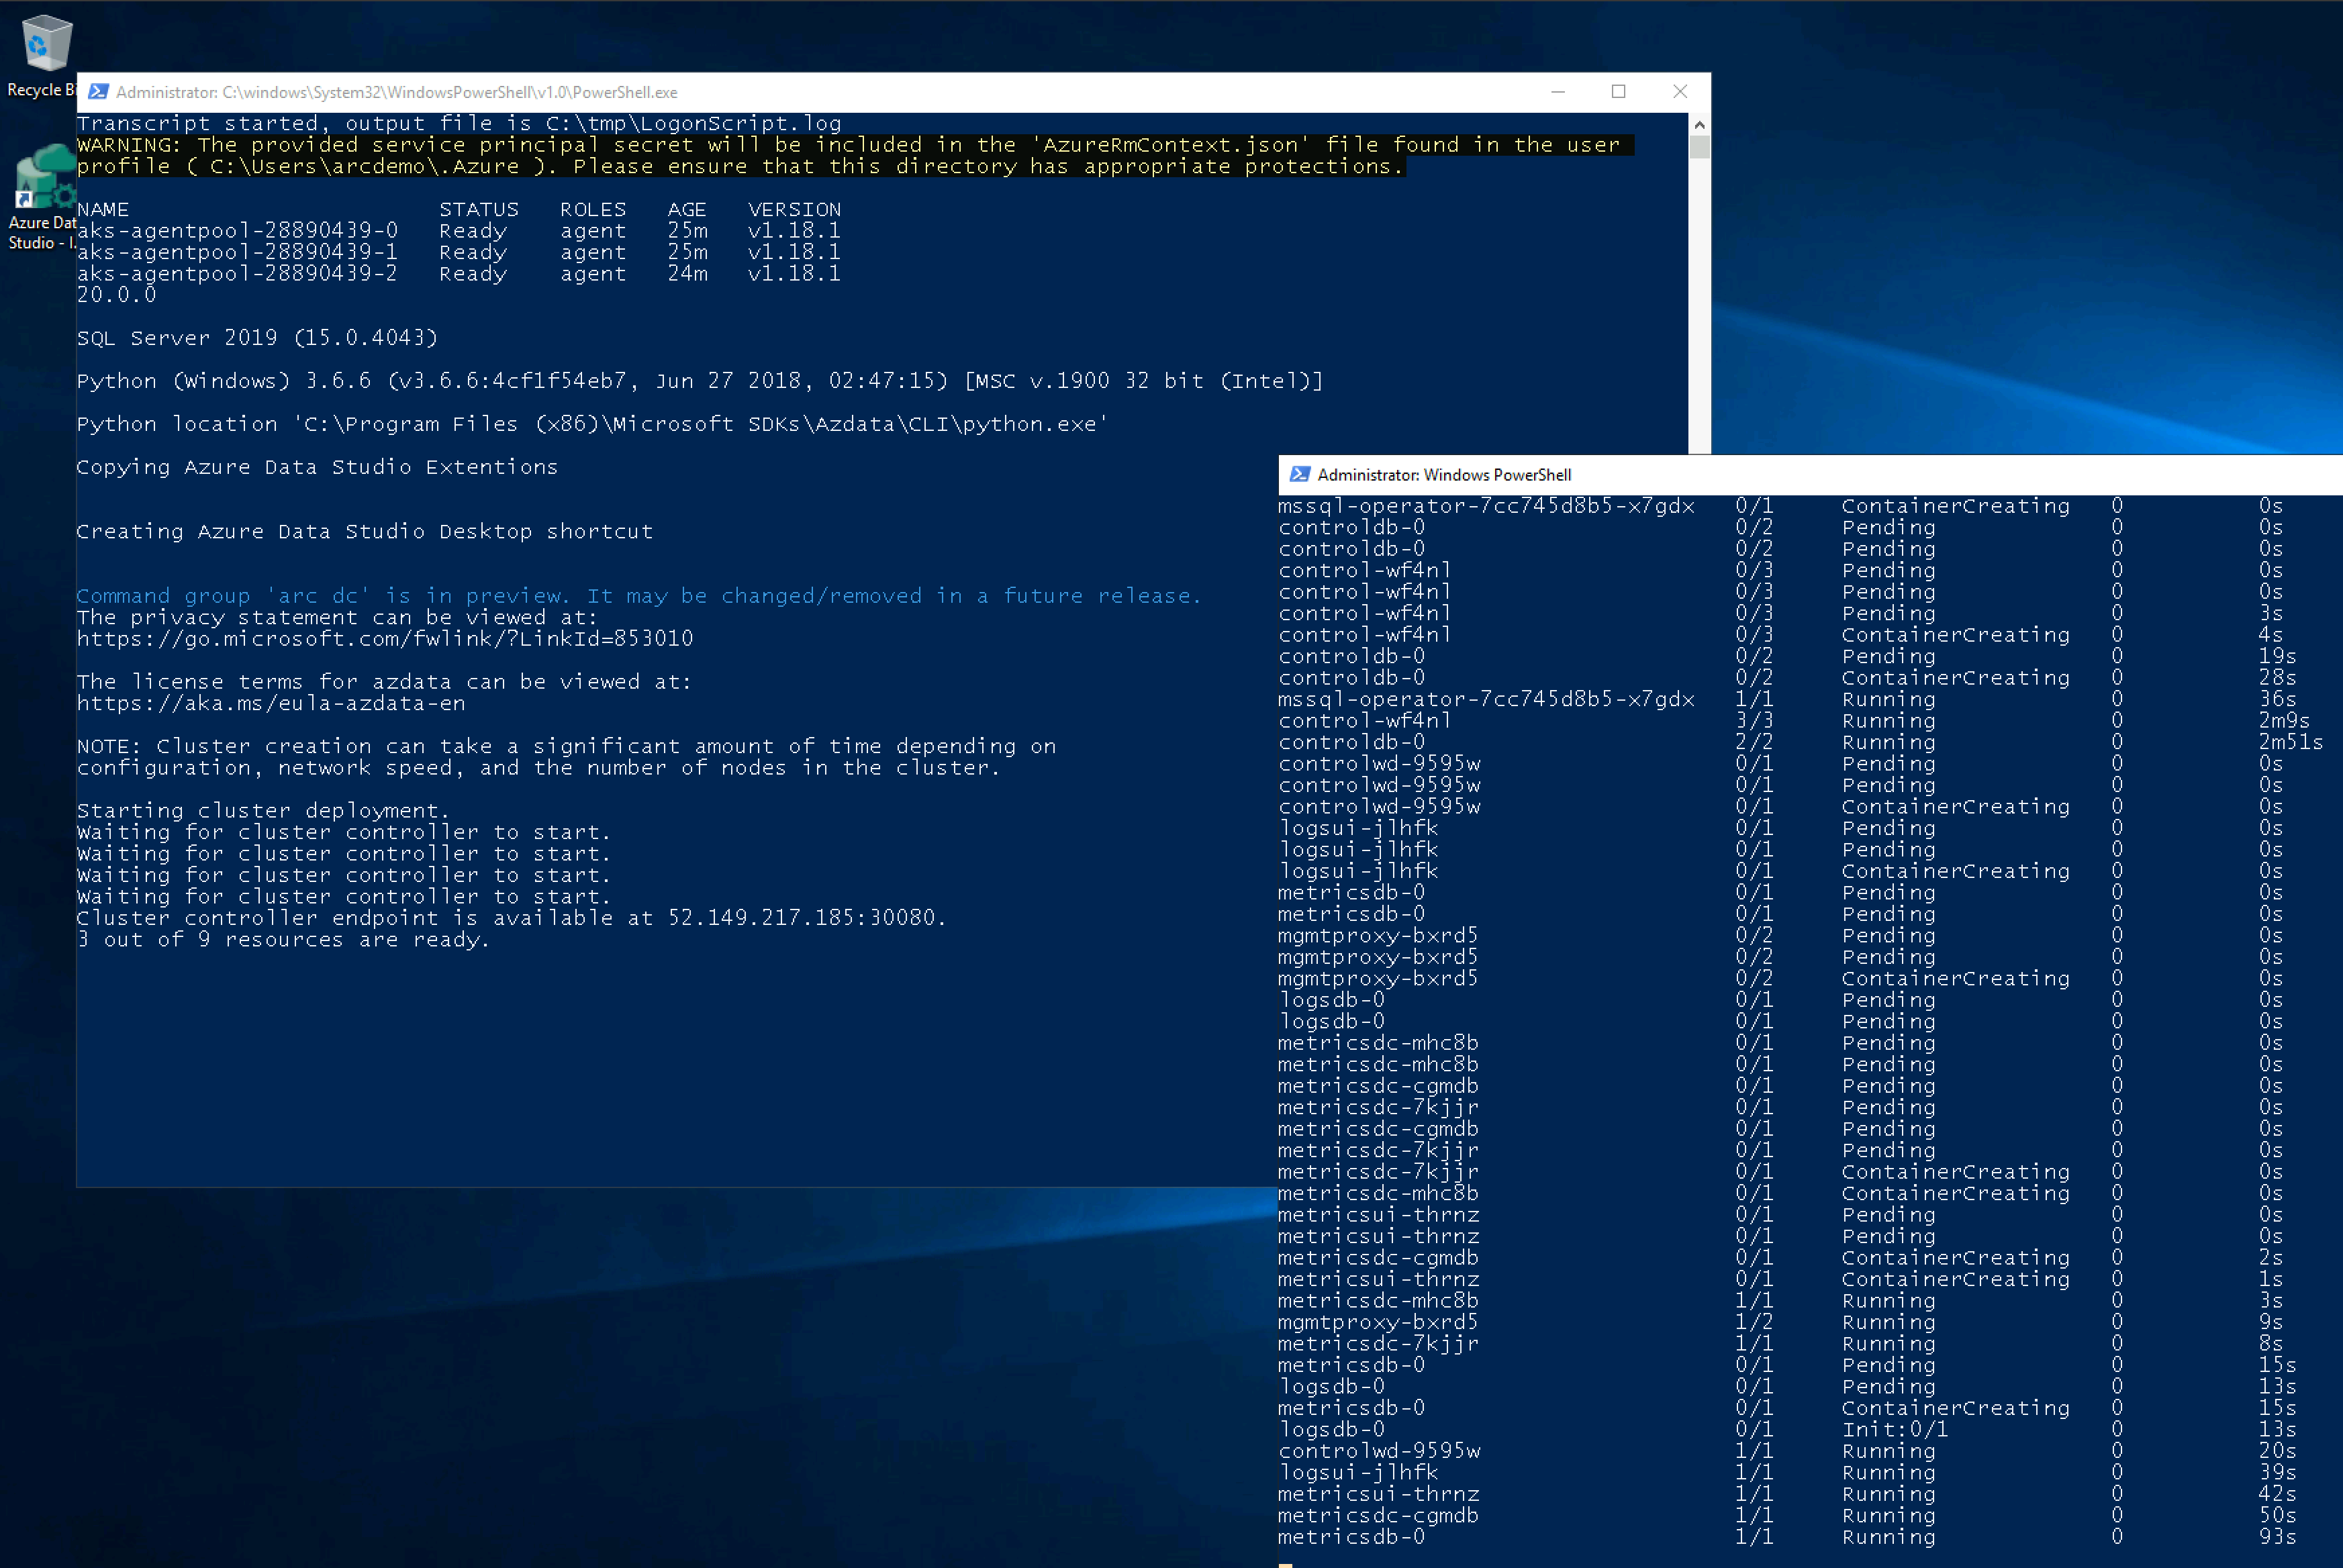 Recycle Bi
Azure Dat
Studio - I.
Administrator: C:\windows\System32\WindowsPowerShell\v1.0\PowerShell.exe
Transcript started, output file is C:\tmp\LogonScript.log
WARNING: The provided service principal secret will be included in the 'AzureRmContext.json' file found in the user
profile ( C:\Users\arcdemo\.Azure ). Please ensure that this directory has appropriate protections.
NAME STATUS ROLES AGE VERSION
aks-agentpool-28890439-0 Ready agent 25m v1.18.1
aks-agentpool-28890439-1 Ready agent 25m v1.18.1
aks-agentpool-28890439-2 Ready agent 24m v1.18.1
20.0.0
SQL Server 2019 (15.0.4043)
Python (Windows) 3.6.6 (v3.6.6:4cf1f54eb7, Jun 27 2018, 02:47:15) [MSC v.1900 32 bit (Intel)]
Python location 'C:\Program Files (x86)\Microsoft SDKs\Azdata\CLI\python.exe'
Copying Azure Data Studio Extentions
Creating Azure Data Studio Desktop shortcut
Command group 'arc dc' is in preview. It may be changed/removed in a future release.
The privacy statement can be viewed at:
https://go.microsoft.com/fwlink/?LinkId=853010
The license terms for azdata can be viewed at:
https://aka.ms/eula-azdata-en
NOTE: Cluster creation can take a significant amount of time depending on
configuration, network speed, and the number of nodes in the cluster.
Starting cluster deployment.
Waiting for cluster controller to start.
Waiting for cluster controller to start.
Waiting for cluster controller to start.
Waiting for cluster controller to start.
Cluster controller endpoint is available at 52.149.217.185:30080.
3 out of 9 resources are ready.
Administrator: Windows PowerShell
mssql-operator-7cc745d8b5-x7gdx 0/1 ContainerCreating 0 0s
controldb-0 0/2 Pending 0 0s
controldb-0 0/2 Pending 0 0s
control-wf4nl 0/3 Pending 0 0s
control-wf4nl 0/3 Pending 0 0s
control-wf4nl 0/3 Pending 0 3s
control-wf4nl 0/3 ContainerCreating 0 4s
controldb-0 0/2 Pending 0 19s
controldb-0 0/2 ContainerCreating 0 28s
mssql-operator-7cc745d8b5-x7gdx 1/1 Running 0 36s
control-wf4nl 3/3 Running 0 2m9s
controldb-0 2/2 Running 0 2m51s
controlwd-9595w 0/1 Pending 0 0s
controlwd-9595w 0/1 Pending 0 0s
controlwd-9595w 0/1 ContainerCreating 0 0s
logsui-jlhfk 0/1 Pending 0 0s
logsui-jlhfk 0/1 Pending 0 0s
logsui-jlhfk 0/1 ContainerCreating 0 0s
metricsdb-0 0/1 Pending 0 0s
metricsdb-0 0/1 Pending 0 0s
mgmtproxy-bxrd5 0/2 Pending 0 0s
mgmtproxy-bxrd5 0/2 Pending 0 0s
mgmtproxy-bxrd5 0/2 ContainerCreating 0 0s
logsdb-0 0/1 Pending 0 0s
logsdb-0 0/1 Pending 0 0s
metricsdc-mhc8b 0/1 Pending 0 0s
metricsdc-mhc8b 0/1 Pending 0 0s
metricsdc-cgmdb 0/1 Pending 0 0s
metricsdc-7kjjr 0/1 Pending 0 0s
metricsdc-cgmdb 0/1 Pending 0 0s
metricsdc-7kjjr 0/1 Pending 0 0s
metricsdc-7kjjr 0/1 ContainerCreating 0 0s
metricsdc-mhc8b 0/1 ContainerCreating 0 0s
metricsui-thrnz 0/1 Pending 0 0s
metricsui-thrnz 0/1 Pending 0 0s
metricsdc-cgmdb 0/1 ContainerCreating 0 2s
metricsui-thrnz 0/1 ContainerCreating 0 1s
metricsdc-mhc8b 1/1 Running 0 3s
mgmtproxy-bxrd5 1/2 Running 0 9s
metricsdc-7kjjr 1/1 Running 0 8s
metricsdb-0 0/1 Pending 0 15s
logsdb-0 0/1 Pending 0 13s
metricsdb-0 0/1 ContainerCreating 0 15s
logsdb-0 0/1 Init:0/1 0 13s
controlwd-9595w 1/1 Running 0 20s
logsui-jlhfk 1/1 Running 0 39s
metricsui-thrnz 1/1 Running 0 42s
metricsdc-cgmdb 1/1 Running 0 50s
metricsdb-0 1/1 Running 0 93s